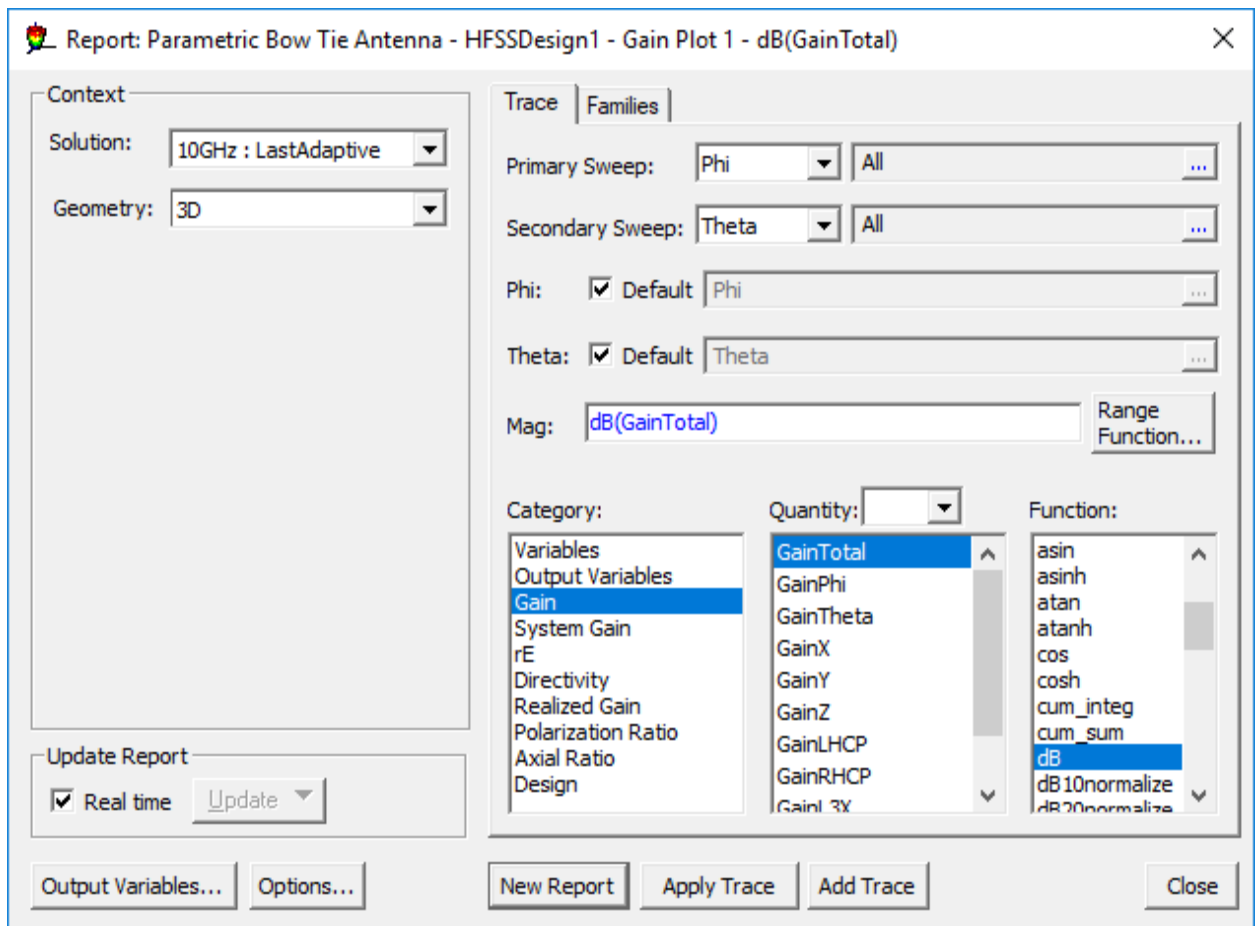 Report: Parametric Bow Tie Antenna - HFSSDesign1 - Gain Plot 1 - dB(GainTotal)
Context
Solution: 10GHz : LastAdaptive
Geometry: 3D
Update Report
Real time Update
Output Variables... Options...
Trace Families
Primary Sweep: Phi All ...
Secondary Sweep: Theta All ...
Phi: Default Phi ...
Theta: Default Theta ...
Mag: dB(GainTotal)
Range
Function...
Category:
Variables
Output Variables
Gain
System Gain
rE
Directivity
Realized Gain
Polarization Ratio
Axial Ratio
Design
Quantity:
GainTotal
GainPhi
GainTheta
GainX
GainY
GainZ
GainLHCP
GainRHCP
GainL3X
Function:
asin
asinh
atan
atanh
cos
cosh
cum_integ
cum_sum
dB
dB10normalize
dB20normalize
New Report Apply Trace Add Trace Close